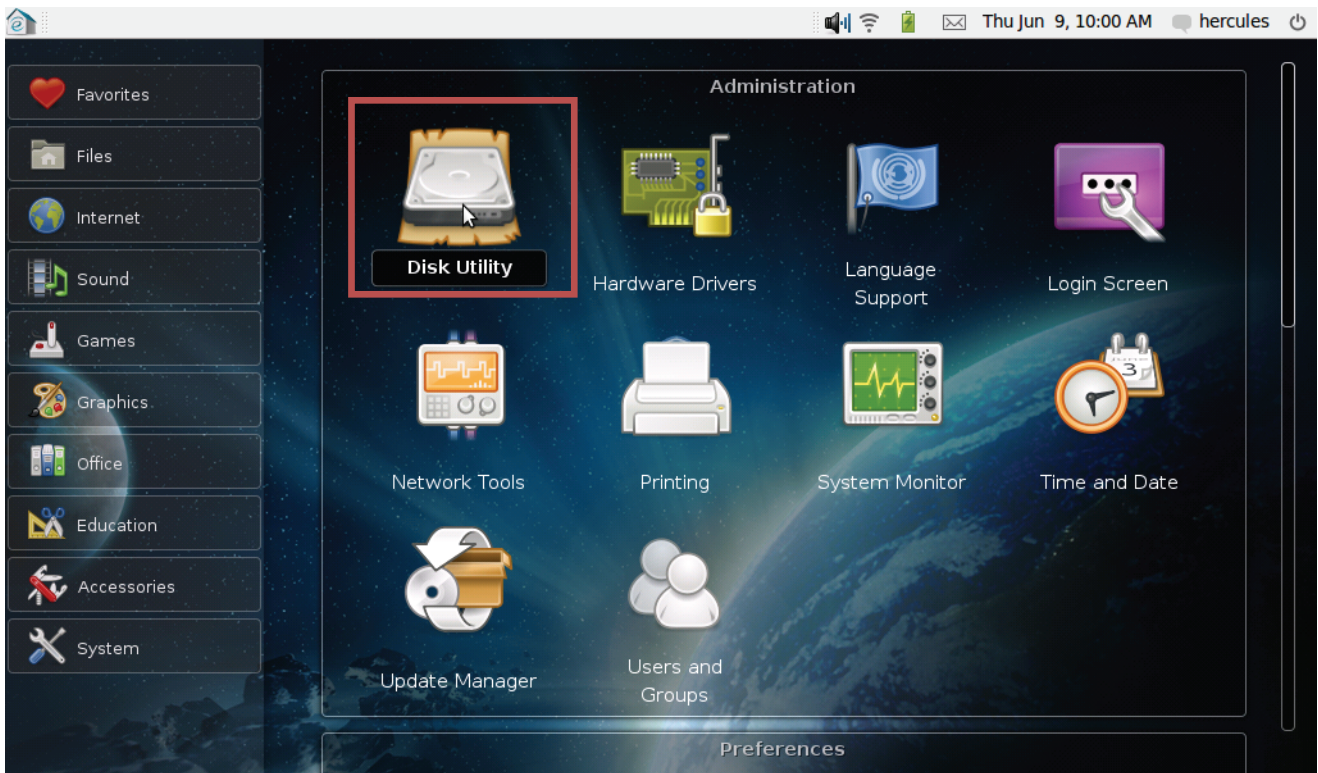 Thu Jun 9, 10:00 AM hercules
Favorites
Files
Internet
Sound
Games
Graphics
Office
Education
Accessories
System
Administration
Disk Utility
Hardware Drivers
Language
Support
Login Screen
Network Tools
Printing
System Monitor
3
Time and Date
Update Manager
Users and
Groups
Preferences